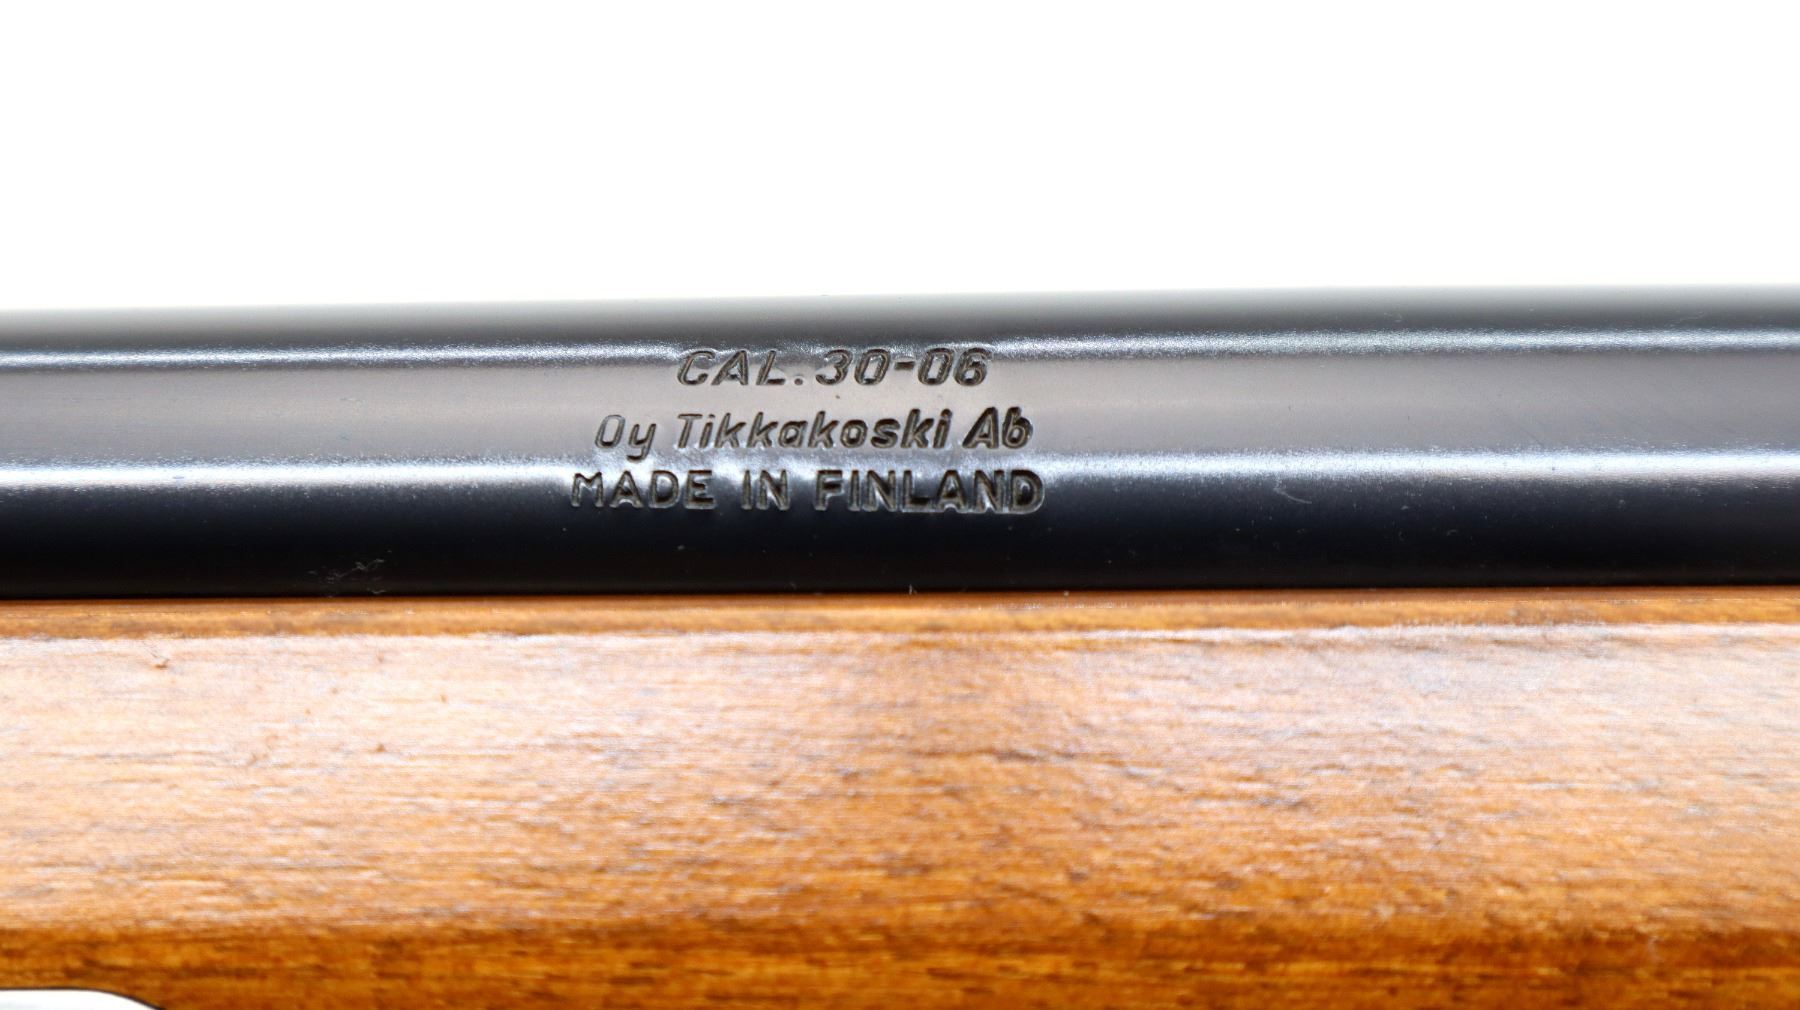 CAL. 30-06
Oy Tikkakoski Ab
MADE IN FINLAND